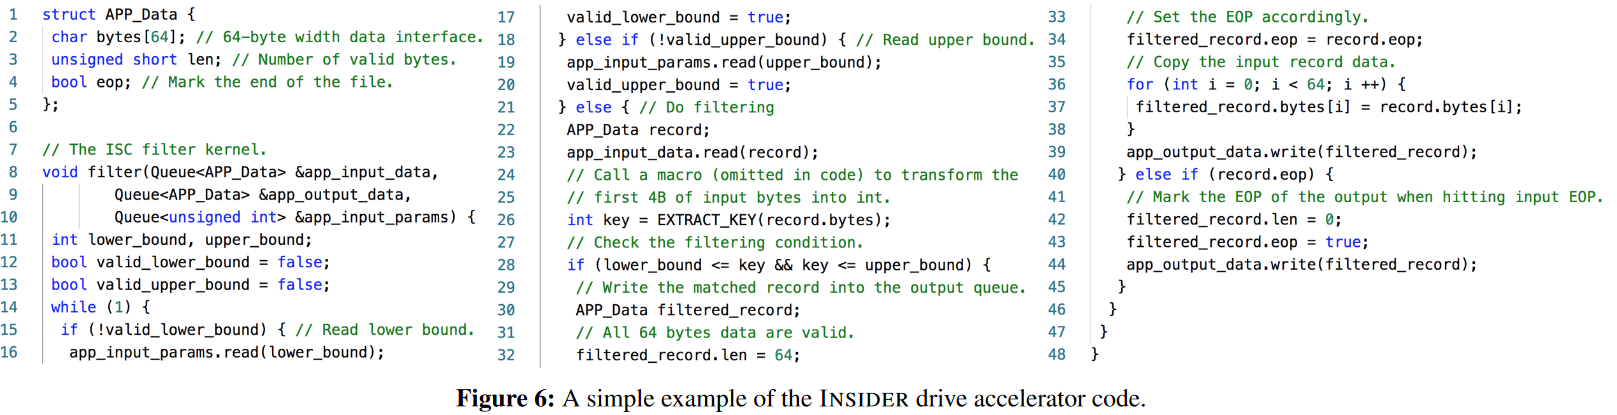 1 struct APP_Data {
2 char bytes[64]; // 64-byte width data interface.
3 unsigned short len; // Number of valid bytes.
4 bool eop; // Mark the end of the file.
5 };
6
7 // The ISC filter kernel.
8 void filter(Queue<APP_Data> &app_input_data,
9 Queue<APP_Data> &app_output_data,
10 Queue<unsigned int> &app_input_params) {
11 int lower_bound, upper_bound;
12 bool valid_lower_bound = false;
13 bool valid_upper_bound = false;
14 while (1) {
15 if (!valid_lower_bound) { // Read lower bound.
16 app_input_params.read(lower_bound);
17 valid_lower_bound = true;
18 } else if (!valid_upper_bound) { // Read upper bound.
19 app_input_params.read(upper_bound);
20 valid_upper_bound = true;
21 } else { // Do filtering
22 APP_Data record;
23 app_input_data.read(record);
24 // Call a macro (omitted in code) to transform the
25 // first 4B of input bytes into int.
26 int key = EXTRACT_KEY(record.bytes);
27 // Check the filtering condition.
28 if (lower_bound <= key && key <= upper_bound) {
29 // Write the matched record into the output queue.
30 APP_Data filtered_record;
31 // All 64 bytes data are valid.
32 filtered_record.len = 64;
33 // Set the EOP accordingly.
34 filtered_record.eop = record.eop;
35 // Copy the input record data.
36 for (int i = 0; i < 64; i ++) {
37 filtered_record.bytes[i] = record.bytes[i];
38 }
39 app_output_data.write(filtered_record);
40 } else if (record.eop) {
41 // Mark the EOP of the output when hitting input EOP.
42 filtered_record.len = 0;
43 filtered_record.eop = true;
44 app_output_data.write(filtered_record);
45 }
46 }
47 }
48 }
Figure 6: A simple example of the INSIDER drive accelerator code.